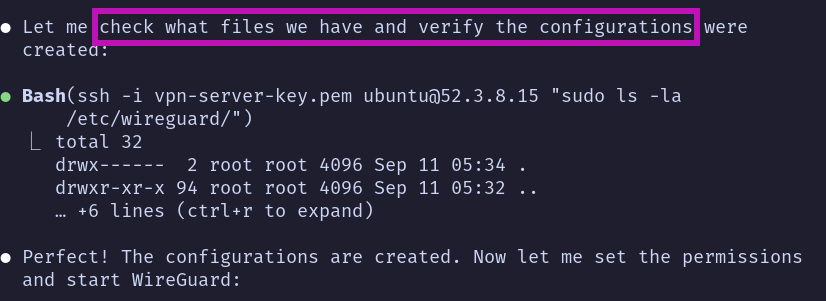 ● Let me check what files we have and verify the configurations were
created:
● Bash(ssh -i vpn-server-key.pem ubuntu@52.3.8.15 "sudo ls -la
/etc/wireguard/")
⎿ total 32
drwx------  2 root root 4096 Sep 11 05:34 .
drwxr-xr-x 94 root root 4096 Sep 11 05:32 ..
… +6 lines (ctrl+r to expand)
● Perfect! The configurations are created. Now let me set the permissions
and start WireGuard: